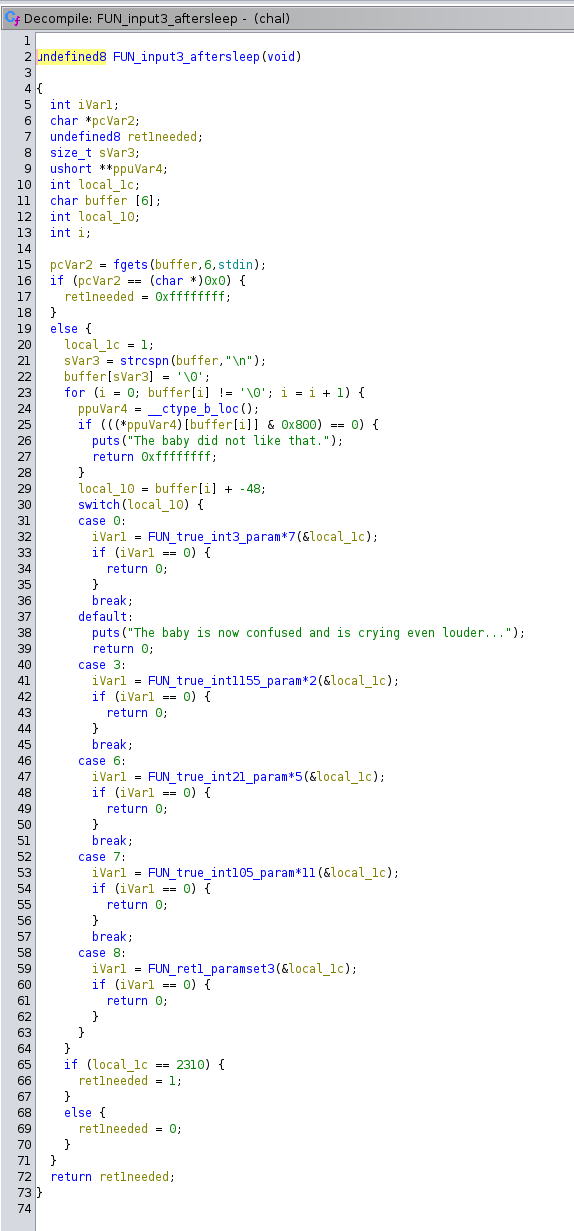 Decompile: FUN_input3_aftersleep - (chal)
1
2 undefined8 FUN_input3_aftersleep(void)
3
4 {
5 int iVar1;
6 char *pcVar2;
7 undefined8 ret1needed;
8 size_t sVar3;
9 ushort **ppuVar4;
10 int local_1c;
11 char buffer [6];
12 int local_10;
13 int i;
14
15 pcVar2 = fgets(buffer,6,stdin);
16 if (pcVar2 == (char *)0x0) {
17 ret1needed = 0xffffffff;
18 }
19 else {
20 local_1c = 1;
21 sVar3 = strcspn(buffer,"\n");
22 buffer[sVar3] = '\0';
23 for (i = 0; buffer[i] != '\0'; i = i + 1) {
24 ppuVar4 = __ctype_b_loc();
25 if (((*ppuVar4)[buffer[i]] & 0x800) == 0) {
26 puts("The baby did not like that.");
27 return 0xffffffff;
28 }
29 local_10 = buffer[i] + -48;
30 switch(local_10) {
31 case 0:
32 iVar1 = FUN_true_int3_param*7(&local_1c);
33 if (iVar1 == 0) {
34 return 0;
35 }
36 break;
37 default:
38 puts("The baby is now confused and is crying even louder...");
39 return 0;
40 case 3:
41 iVar1 = FUN_true_int1155_param*2(&local_1c);
42 if (iVar1 == 0) {
43 return 0;
44 }
45 break;
46 case 6:
47 iVar1 = FUN_true_int21_param*5(&local_1c);
48 if (iVar1 == 0) {
49 return 0;
50 }
51 break;
52 case 7:
53 iVar1 = FUN_true_int105_param*11(&local_1c);
54 if (iVar1 == 0) {
55 return 0;
56 }
57 break;
58 case 8:
59 iVar1 = FUN_ret1_paramset3(&local_1c);
60 if (iVar1 == 0) {
61 return 0;
62 }
63 }
64 }
65 if (local_1c == 2310) {
66 ret1needed = 1;
67 }
68 else {
69 ret1needed = 0;
70 }
71 }
72 return ret1needed;
73 }
74